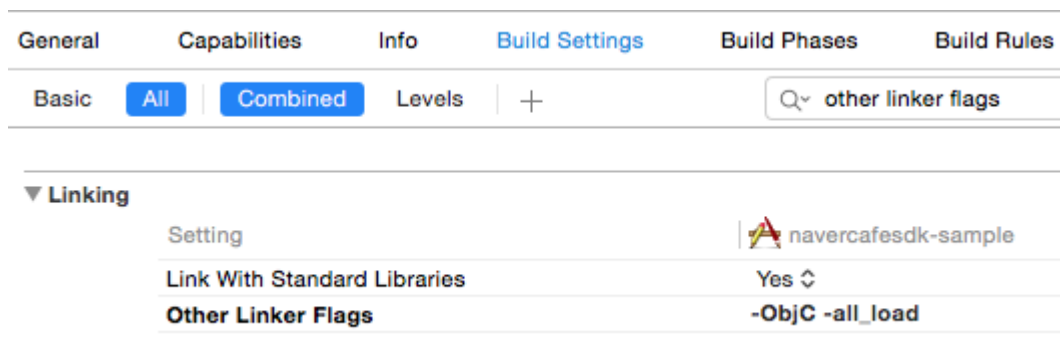 General Capabilities Info Build Settings Build Phases Build Rules
Basic All Combined Levels other linker flags
Linking
Setting navercafesdk-sample
Link With Standard Libraries Yes
Other Linker Flags -ObjC -all_load